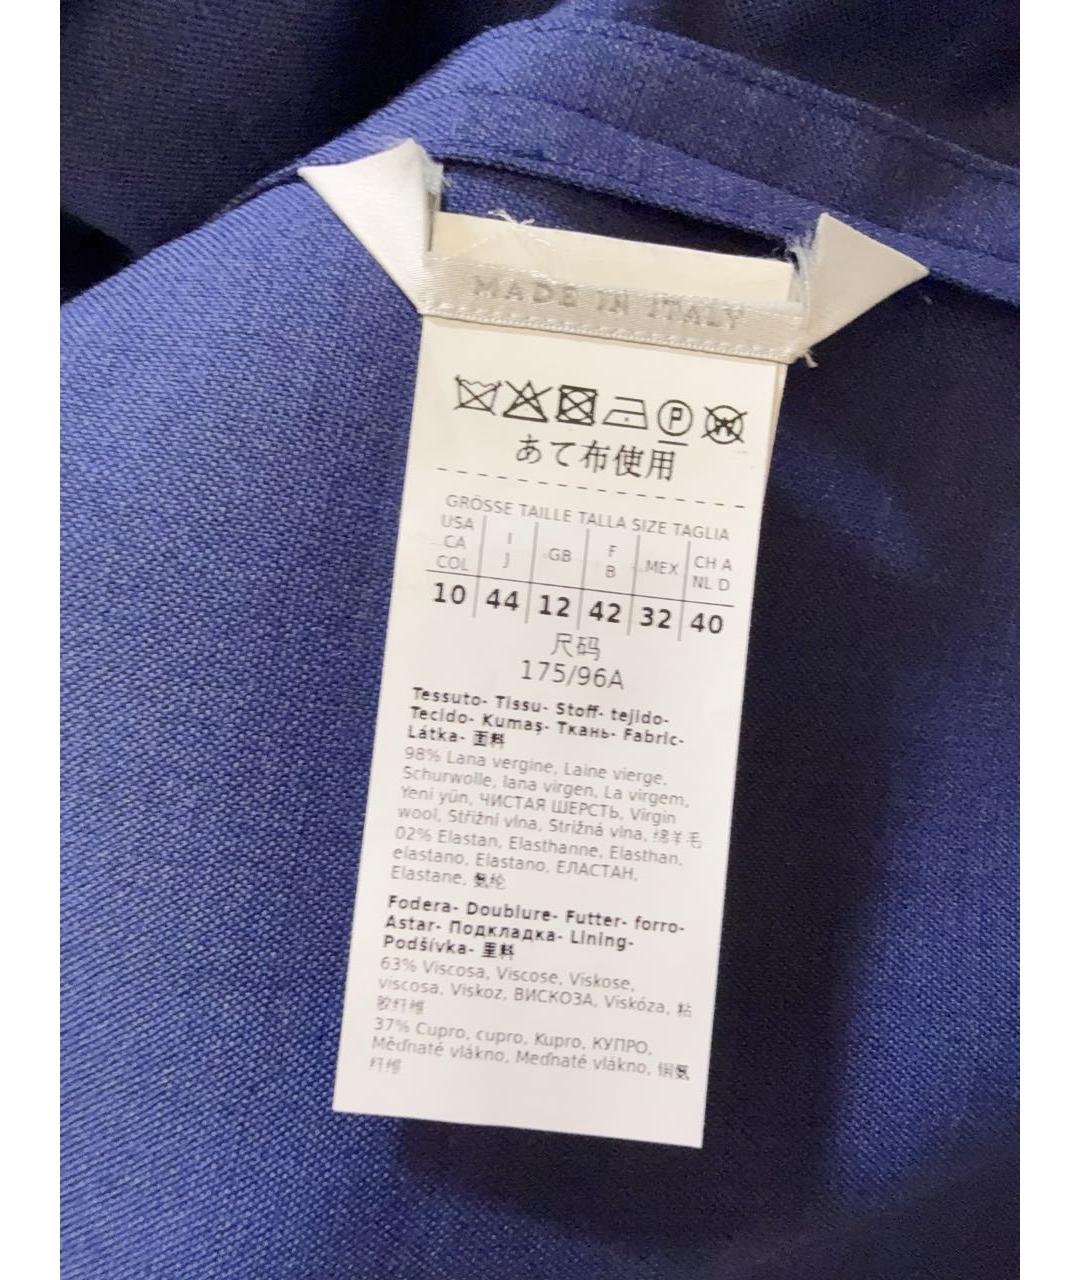 MADE IN ITALY
P W
あて布使用
GRÖSSE TAILLE TALLA SIZE TAGLIA
USA CA COL | I J | GB | F B | MEX | CH A NL D
10 | 44 | 12 | 42 | 32 | 40
尺码
175/96A
Tessuto- Tissu- Stoff- tejido-
Tecido- Kumaş- Ткань- Fabric-
Látka- 面料
98% Lana vergine, Laine vierge,
Schurwolle, lana virgen, La virgem,
Yeni yün, ЧИСТАЯ ШЕРСТЬ, Virgin
wool, Střižní vlna, Strižná vlna, 绵羊毛
02% Elastan, Elasthanne, Elasthan,
elastano, Elastano, ЕЛАСТАН,
Elastane, 氨纶
Fodera- Doublure- Futter- forro-
Astar- Подкладка- Lining-
Podšívka- 里料
63% Viscosa, Viscose, Viskose,
viscosa, Viskoz, ВИСКОЗА, Viskóza, 粘
胶纤维
37% Cupro, cupro, Kupro, КУПРО,
Měďnaté vlákno, Meďnaté vlákno, 铜氨
纤维